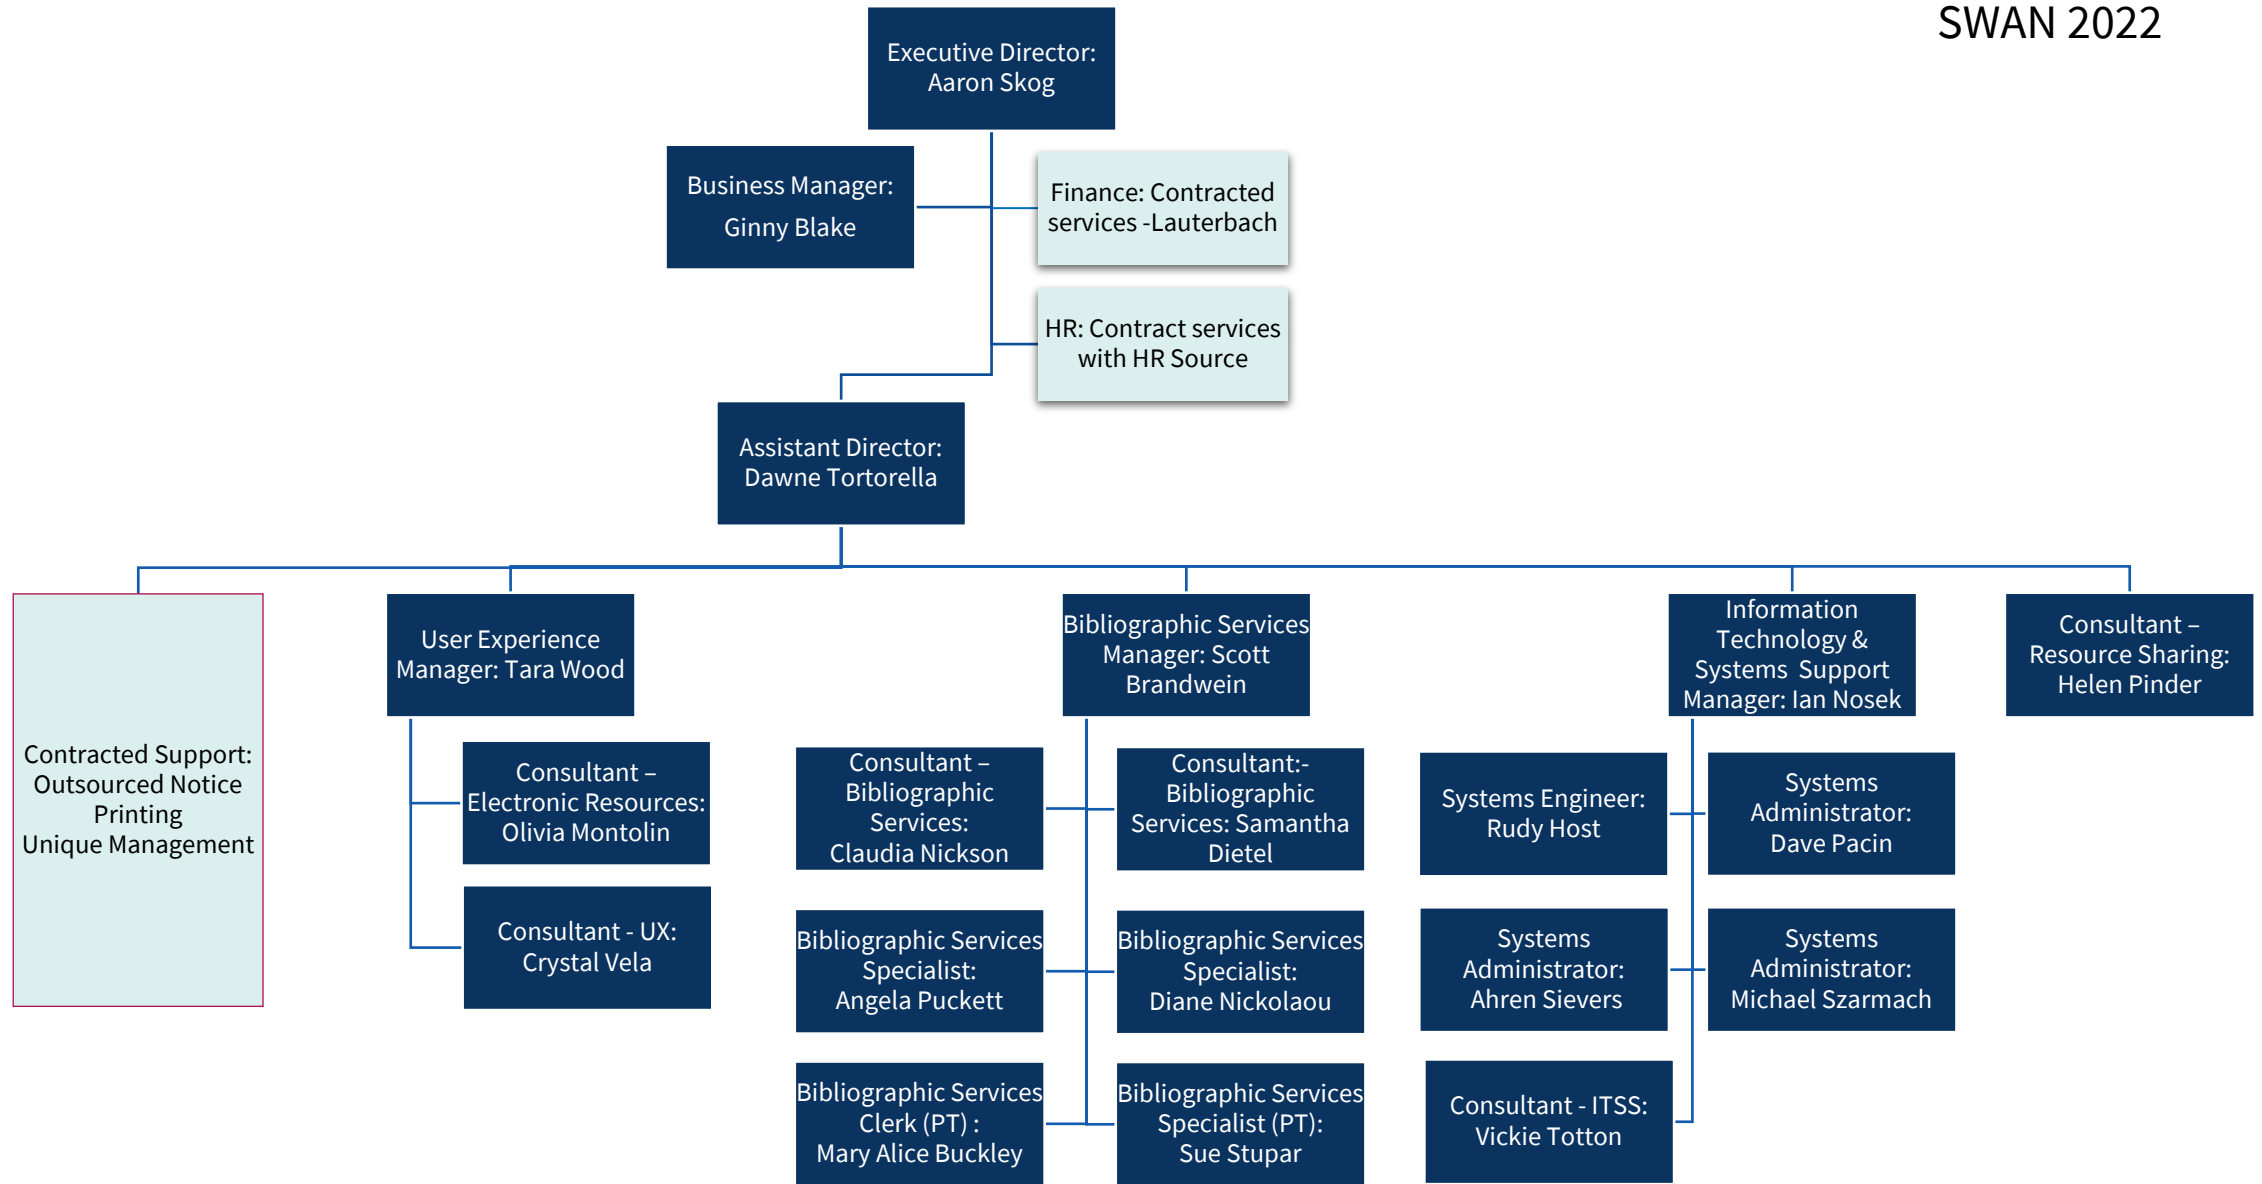 SWAN 2022
Executive Director:
Aaron Skog
Business Manager:
Ginny Blake
Finance: Contracted
services -Lauterbach
HR: Contract services
with HR Source
Assistant Director:
Dawne Tortorella
Contracted Support:
Outsourced Notice
Printing
Unique Management
User Experience
Manager: Tara Wood
Consultant –
Electronic Resources:
Olivia Montolin
Consultant - UX:
Crystal Vela
Bibliographic Services
Manager: Scott
Brandwein
Consultant –
Bibliographic
Services:
Claudia Nickson
Consultant:-
Bibliographic
Services: Samantha
Dietel
Bibliographic Services
Specialist:
Angela Puckett
Bibliographic Services
Specialist:
Diane Nickolaou
Bibliographic Services
Clerk (PT) :
Mary Alice Buckley
Bibliographic Services
Specialist (PT):
Sue Stupar
Information
Technology &
Systems  Support
Manager: Ian Nosek
Systems Engineer:
Rudy Host
Systems
Administrator:
Dave Pacin
Systems
Administrator:
Ahren Sievers
Systems
Administrator:
Michael Szarmach
Consultant - ITSS:
Vickie Totton
Consultant –
Resource Sharing:
Helen Pinder